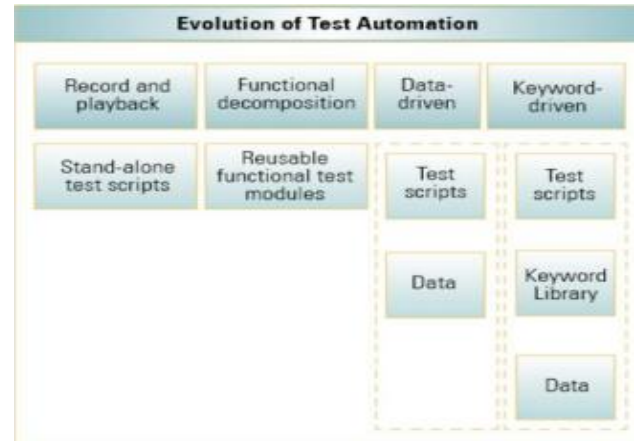 Evolution of Test Automation
Record and
playback
Functional
decomposition
Data-
driven
Keyword-
driven
Stand-alone
test scripts
Reusable
functional test
modules
Test
scripts
Test
scripts
Data
Keyword
Library
Data